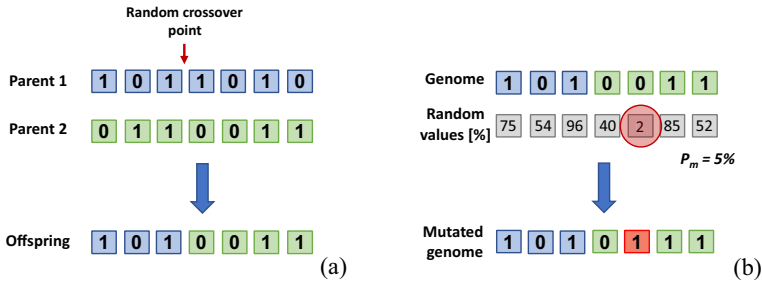 Random crossover
point
Parent 1 1 0 1 1 0 1 0
Parent 2 0 1 1 0 0 1 1
Offspring 1 0 1 0 0 1 1
(a)
Genome 1 0 1 0 0 1 1
Random
values [%] 75 54 96 40 2 85 52
Pm = 5%
Mutated
genome 1 0 1 0 1 1 1
(b)